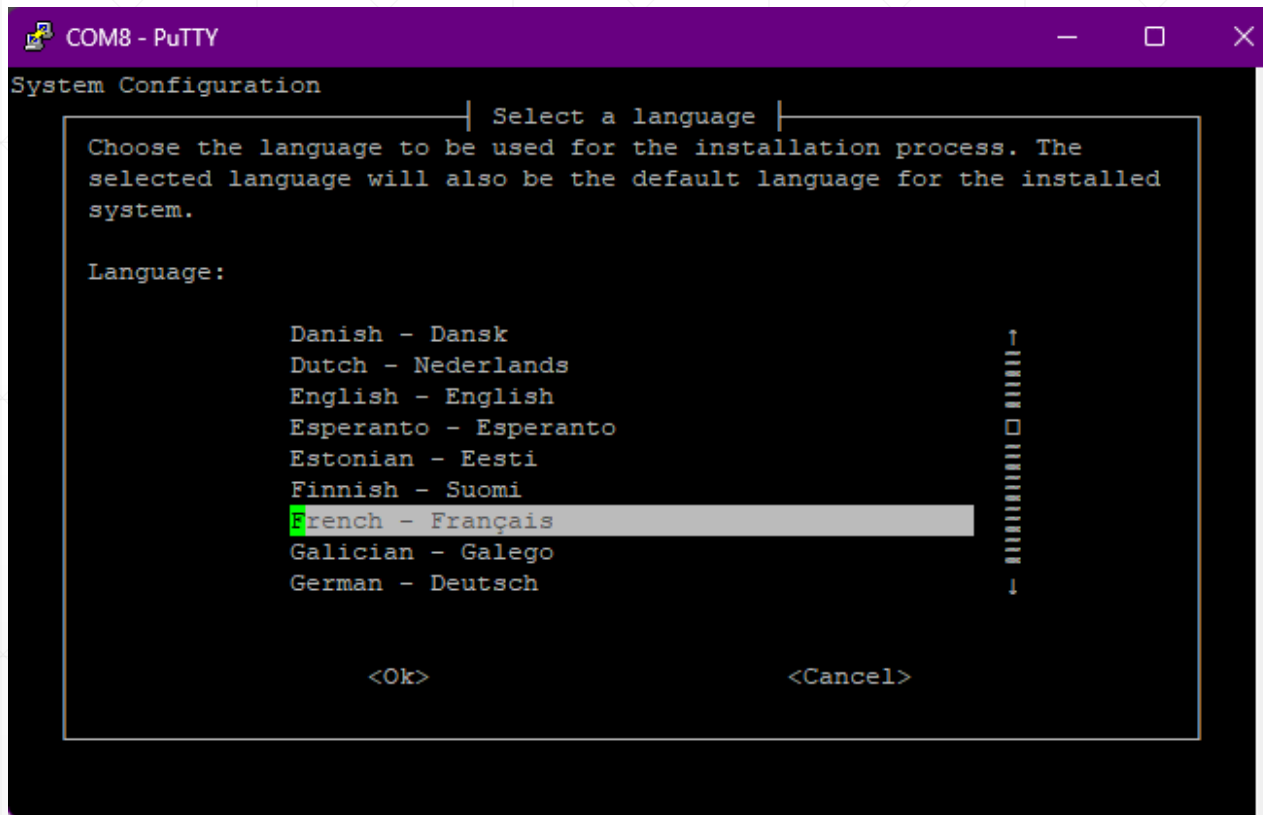 COM8 - PuTTY
System Configuration
Select a language
Choose the language to be used for the installation process. The
selected language will also be the default language for the installed
system.
Language:
Danish - Dansk
Dutch - Nederlands
English - English
Esperanto - Esperanto
Estonian - Eesti
Finnish - Suomi
French - Français
Galician - Galego
German - Deutsch
<Ok> <Cancel>